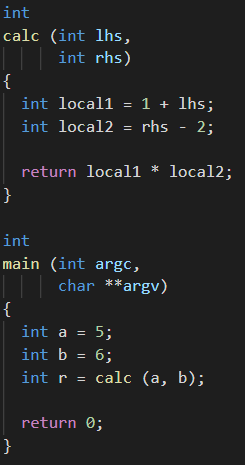 int
calc (int lhs,
      int rhs)
{
  int local1 = 1 + lhs;
  int local2 = rhs - 2;

  return local1 * local2;
}

int
main (int argc,
      char **argv)
{
  int a = 5;
  int b = 6;
  int r = calc (a, b);

  return 0;
}